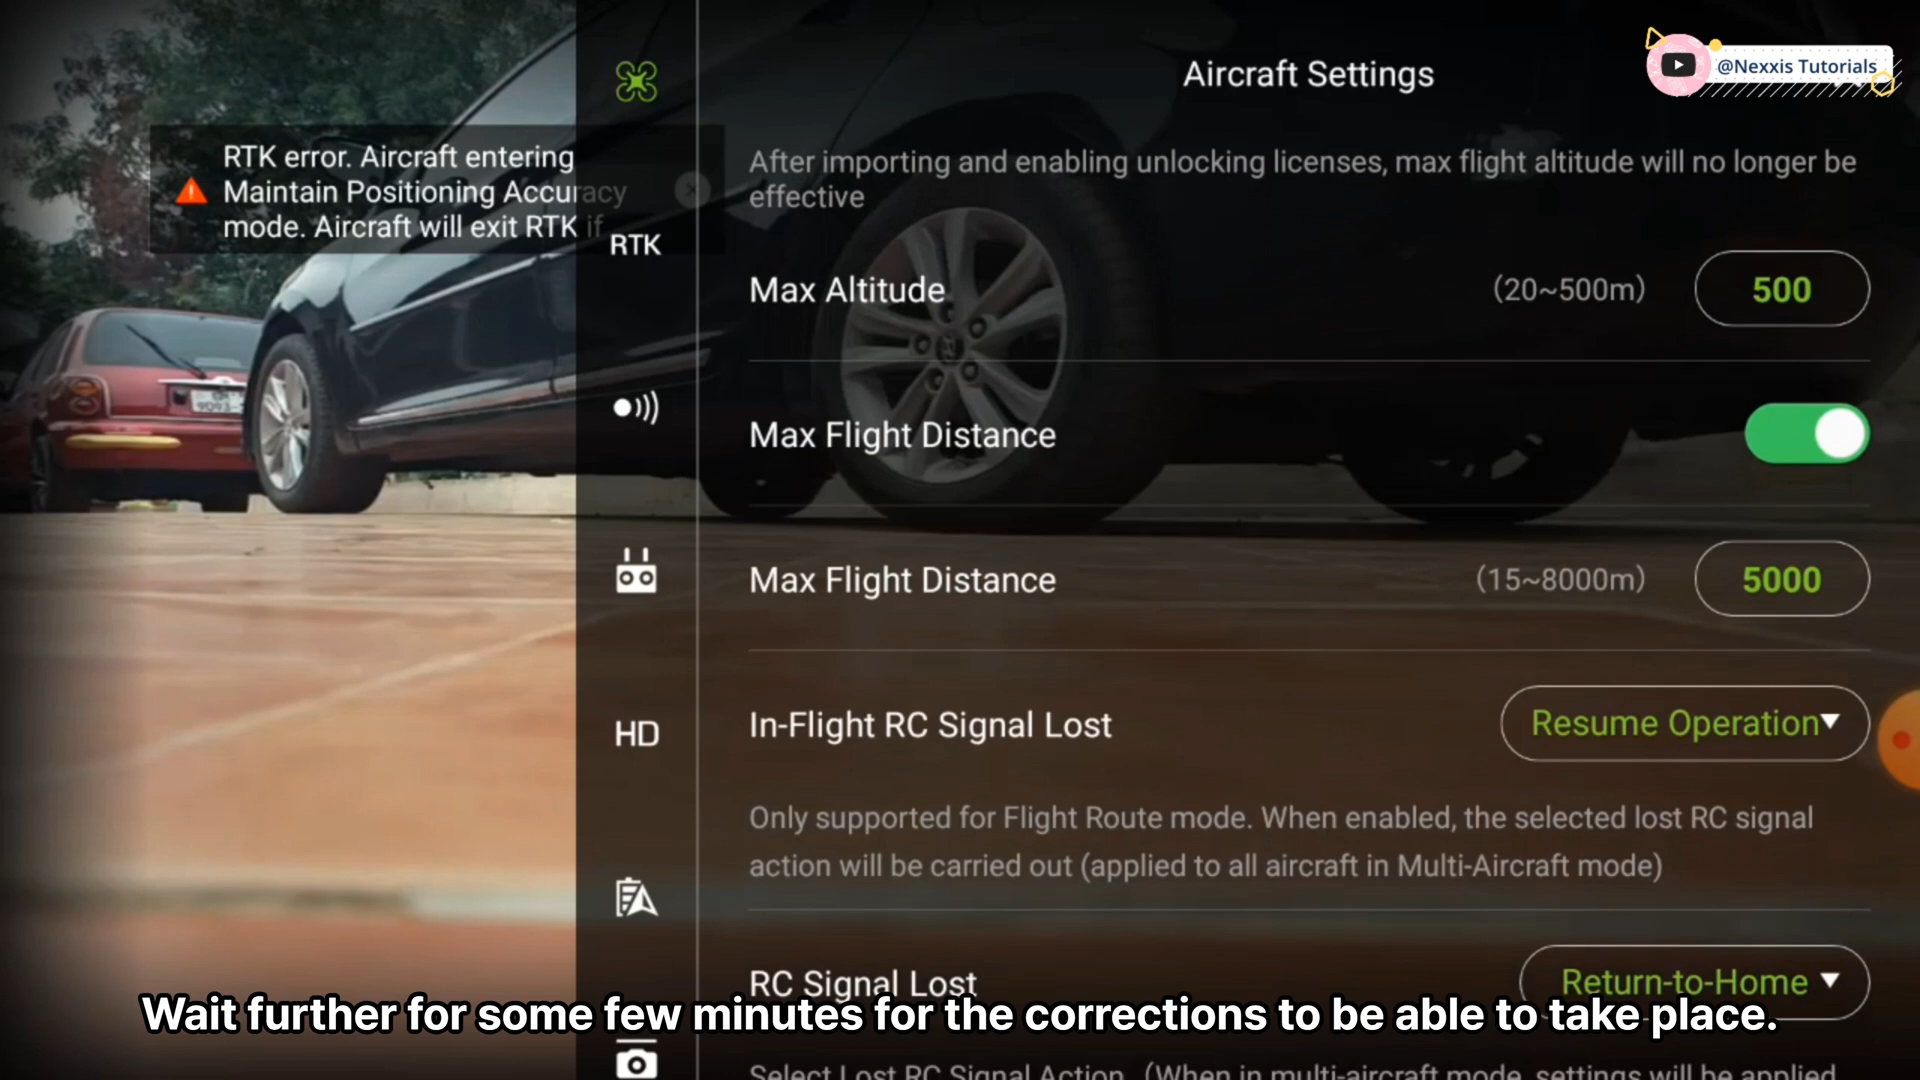 @Nexxis Tutorials
Aircraft Settings
RTK error. Aircraft entering
Maintain Positioning Accuracy
mode. Aircraft will exit RTK if
RTK
HD
After importing and enabling unlocking licenses, max flight altitude will no longer be
effective
Max Altitude (20~500m) 500
Max Flight Distance
Max Flight Distance (15~8000m) 5000
In-Flight RC Signal Lost Resume Operation
Only supported for Flight Route mode. When enabled, the selected lost RC signal
action will be carried out (applied to all aircraft in Multi-Aircraft mode)
RC Signal Lost Return-to-Home
Wait further for some few minutes for the corrections to be able to take place.
Select Lost RC Signal Action (When in multi-aircraft mode, settings will be applied